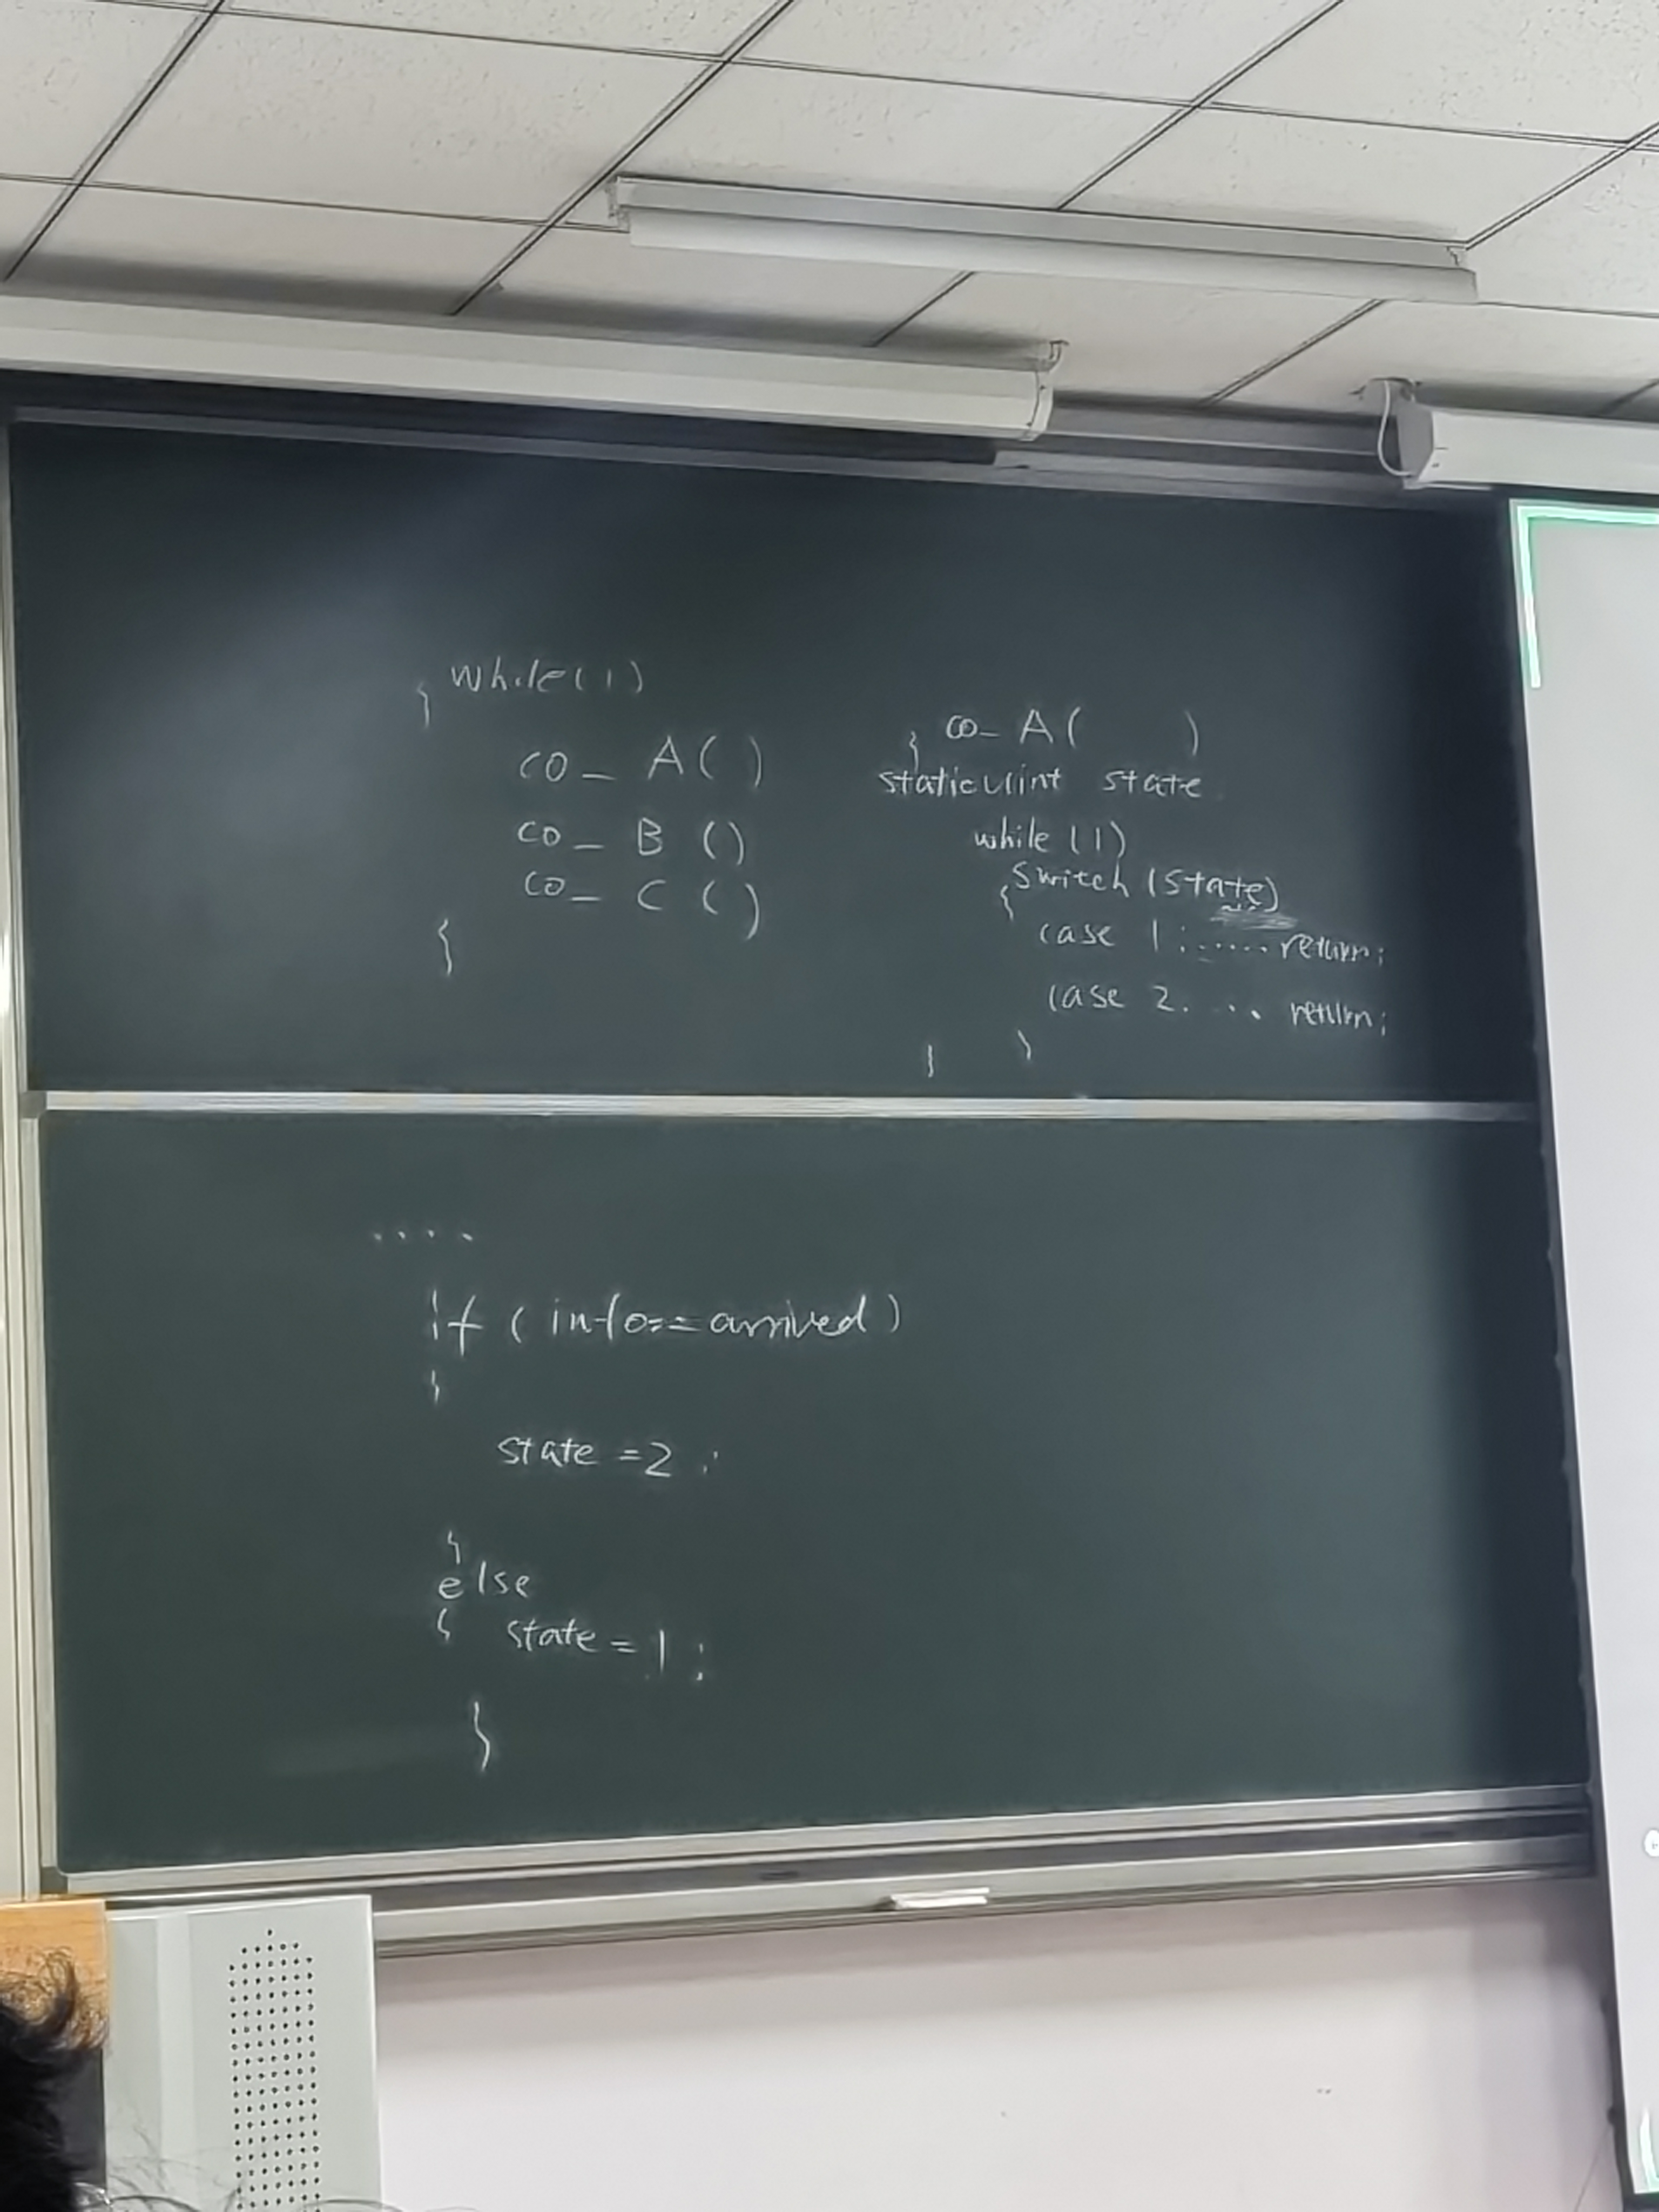 while(1)
{
co_ A( )
co_ B ()
co_ C ( )
}
co_ A( )
{
static uint state
while (1)
switch (state)
{
case 1: ...... return;
case 2. .... return;
}
}
....
if (info == arrived)
{
state = 2 ;
}
else
{ state = 1 ;
}